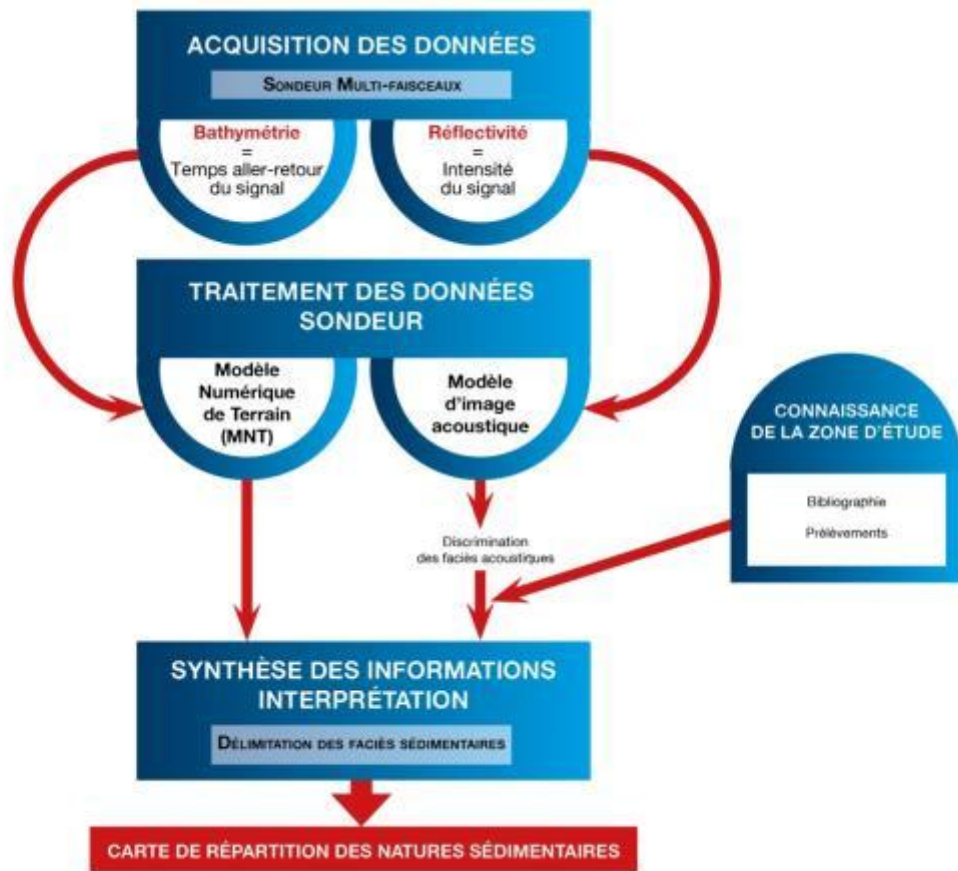 ACQUISITION DES DONNÉES
SONDEUR MULTI-FAISCEAUX
Bathymétrie
=
Temps aller-retour
du signal
Réflectivité
=
Intensité
du signal
TRAITEMENT DES DONNÉES
SONDEUR
Modèle
Numérique
de Terrain
(MNT)
Modèle
d'image
acoustique
CONNAISSANCE
DE LA ZONE D'ÉTUDE
Bibliographie
Prélèvements
Discrimination
des faciès acoustiques
SYNTHÈSE DES INFORMATIONS
INTERPRÉTATION
DÉLIMITATION DES FACIÈS SÉDIMENTAIRES
CARTE DE RÉPARTITION DES NATURES SÉDIMENTAIRES